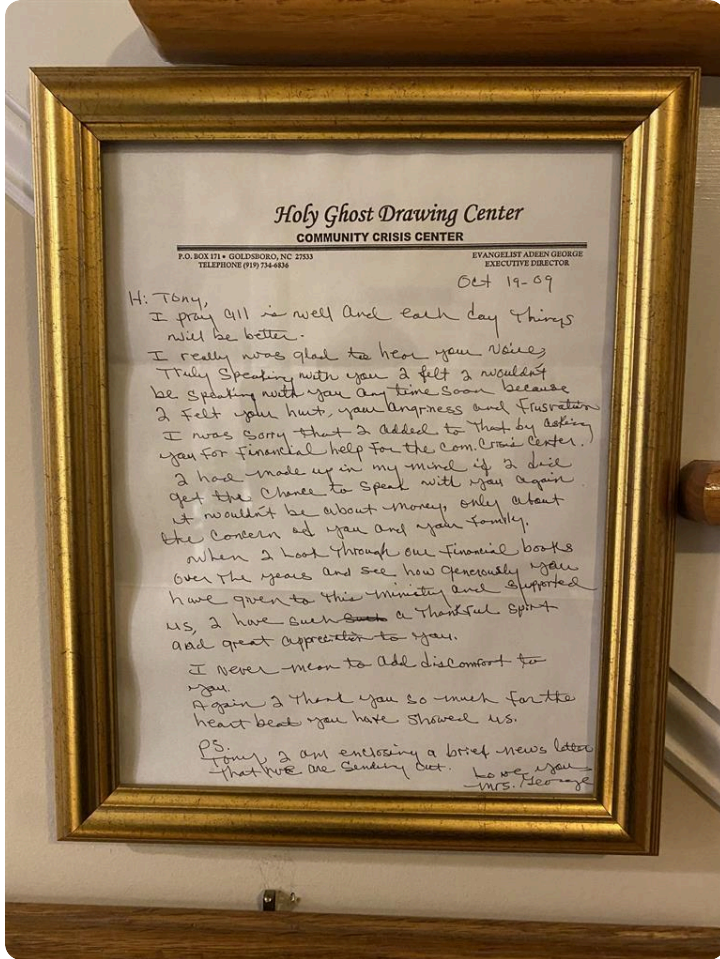 Holy Ghost Drawing Center
COMMUNITY CRISIS CENTER
P.O. BOX 171 • GOLDSBORO, NC 27533
TELEPHONE (919) 734-6836
EVANGELIST ADEEN GEORGE
EXECUTIVE DIRECTOR
Oct 19-09
Hi Tony,
I pray all is well and each day Things
will be better.
I really was glad to hear your voice,
Truly Speaking with you I felt I wouldn't
be speaking with you any time soon because
I felt your hurt, your angriness and frustration
I was sorry that I added to That by asking
you for financial help for the Com. Crisis Center.
I had made up in my mind if I did
get the chance to speak with you again
it wouldn't be about money, only about
the concern of you and your family.
When I look Through our financial books
over The years and see how generously you
have given to this ministry and supported
us, I have such such a Thankful Spirit
and great appreciation to you.
I never mean to add discomfort to
you.
Again I Thank you so much for the
heart beat you have showed us.
PS.
Tony, I am enclosing a brief news letter
That we are sending out.
Love you
Mrs. George